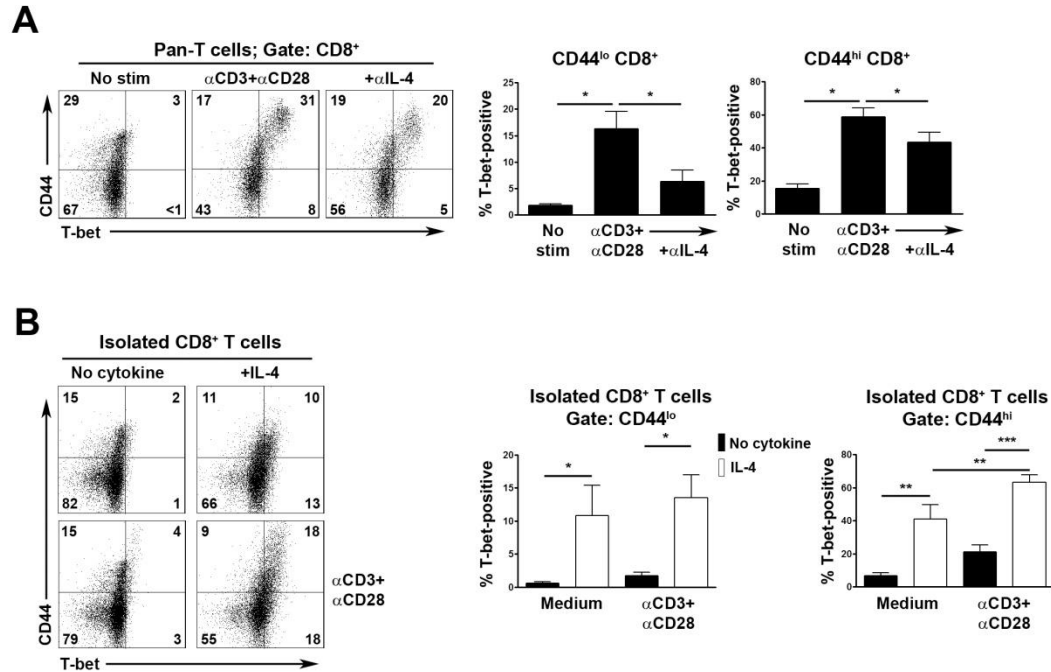 A
Pan-T cells; Gate: CD8⁺
No stim αCD3+αCD28 +αIL-4
29 3 17 31 19 20
67 <1 43 8 56 5
CD44
T-bet
CD44ˡᵒ CD8⁺
% T-bet-positive
25
20
15
10
5
0
* *
No stim αCD3+ αCD28 +αIL-4
CD44ʰⁱ CD8⁺
% T-bet-positive
80
60
40
20
0
* *
No stim αCD3+ αCD28 +αIL-4
B
Isolated CD8⁺ T cells
No cytokine +IL-4
15 2 11 10
82 1 66 13
15 4 9 18
79 3 55 18
αCD3+
αCD28
CD44
T-bet
Isolated CD8⁺ T cells
Gate: CD44ˡᵒ
No cytokine
IL-4
% T-bet-positive
20
15
10
5
0
* *
Medium αCD3+
αCD28
Isolated CD8⁺ T cells
Gate: CD44ʰⁱ
% T-bet-positive
80
60
40
20
0
** ** ***
Medium αCD3+
αCD28